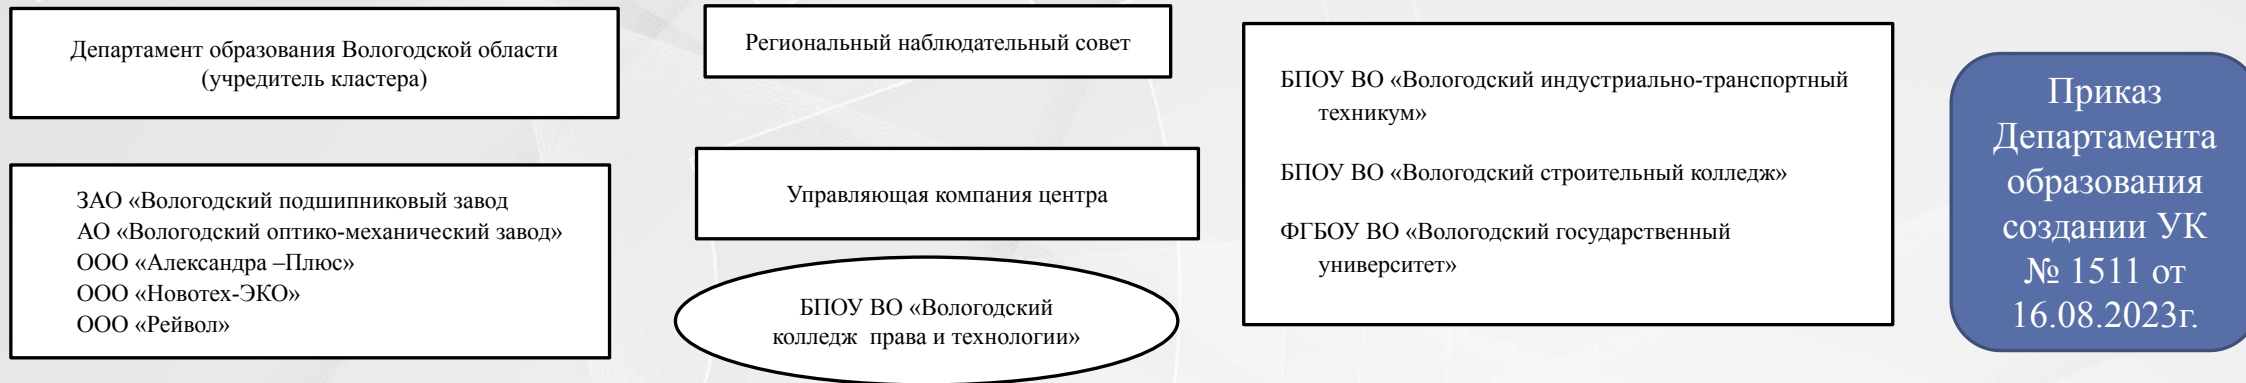 Департамент образования Вологодской области
(учредитель кластера)
ЗАО «Вологодский подшипниковый завод
АО «Вологодский оптико-механический завод»
ООО «Александра –Плюс»
ООО «Новотех-ЭКО»
ООО «Рейвол»
Региональный наблюдательный совет
Управляющая компания центра
БПОУ ВО «Вологодский
колледж права и технологии»
БПОУ ВО «Вологодский индустриально-транспортный
техникум»
БПОУ ВО «Вологодский строительный колледж»
ФГБОУ ВО «Вологодский государственный
университет»
Приказ
Департамента
образования
создании УК
№ 1511 от
16.08.2023г.